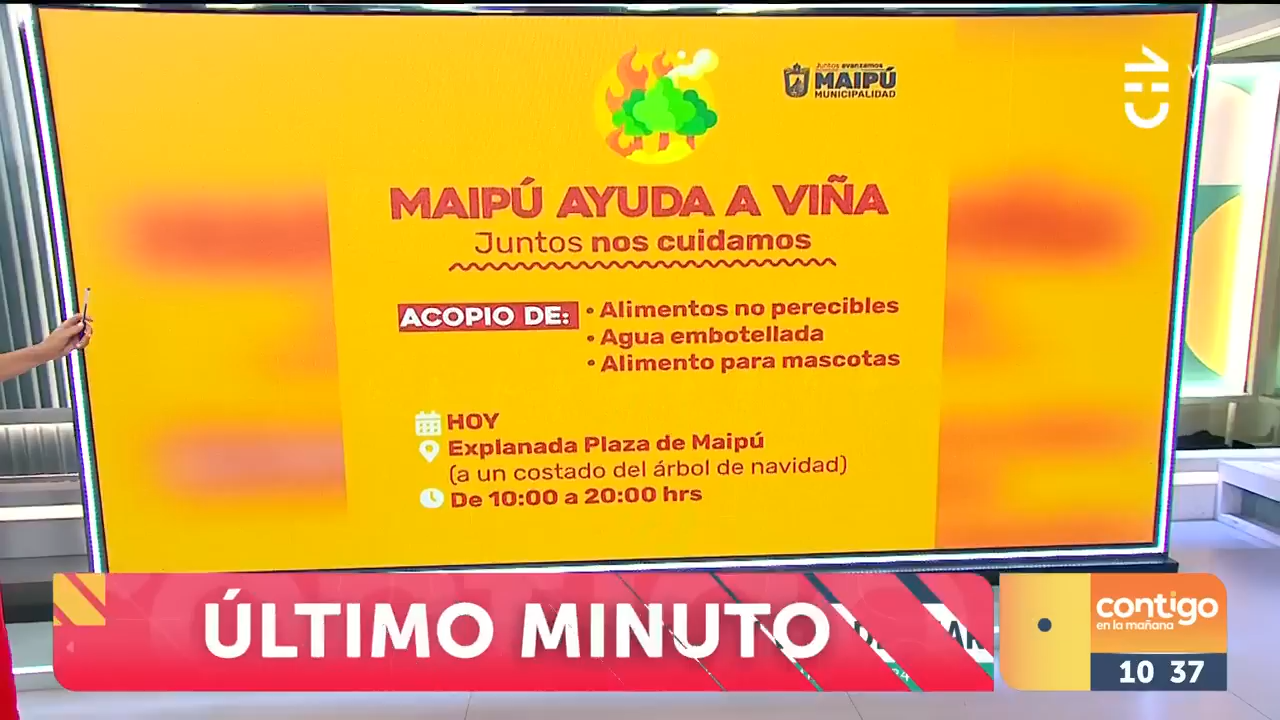 Juntos avanzamos
MAIPÚ
MUNICIPALIDAD
CHV
MAIPÚ AYUDA A VIÑA
Juntos nos cuidamos
ACOPIO DE:
• Alimentos no perecibles
• Agua embotellada
• Alimento para mascotas
HOY
Explanada Plaza de Maipú
(a un costado del árbol de navidad)
De 10:00 a 20:00 hrs
ÚLTIMO MINUTO
contigo
en la mañana
10 37